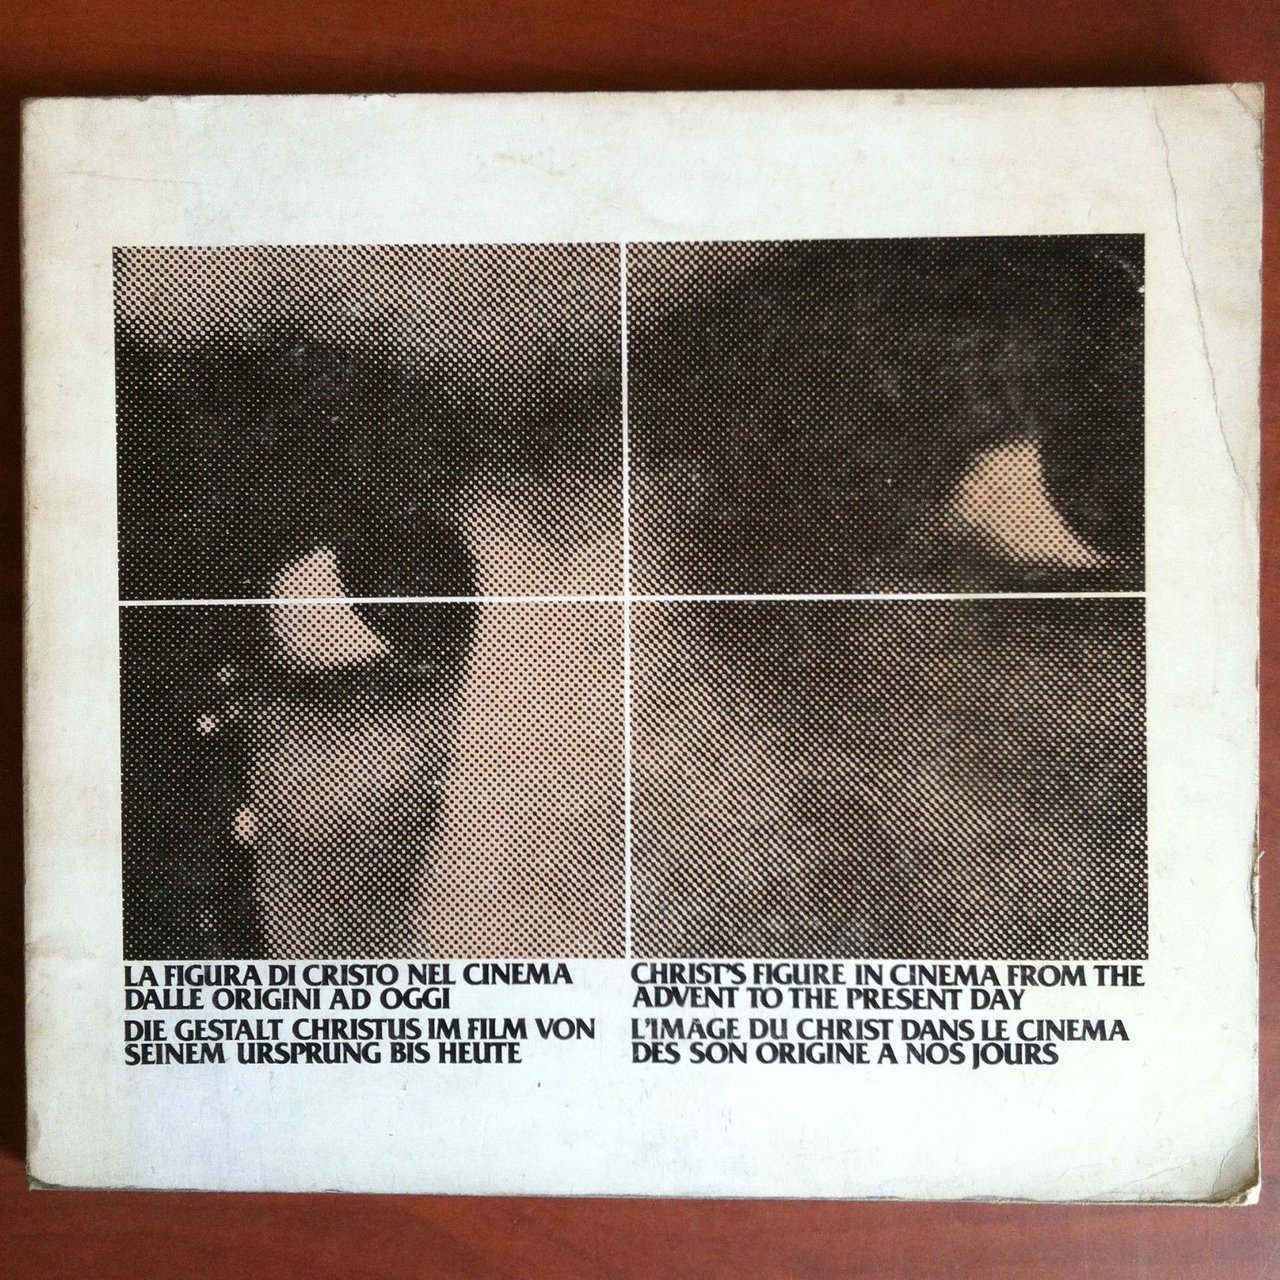 LA FIGURA DI CRISTO NEL CINEMA
DALLE ORIGINI AD OGGI
DIE GESTALT CHRISTUS IM FILM VON
SEINEM URSPRUNG BIS HEUTE
CHRIST'S FIGURE IN CINEMA FROM THE
ADVENT TO THE PRESENT DAY
L'IMAGE DU CHRIST DANS LE CINEMA
DES SON ORIGINE A NOS JOURS